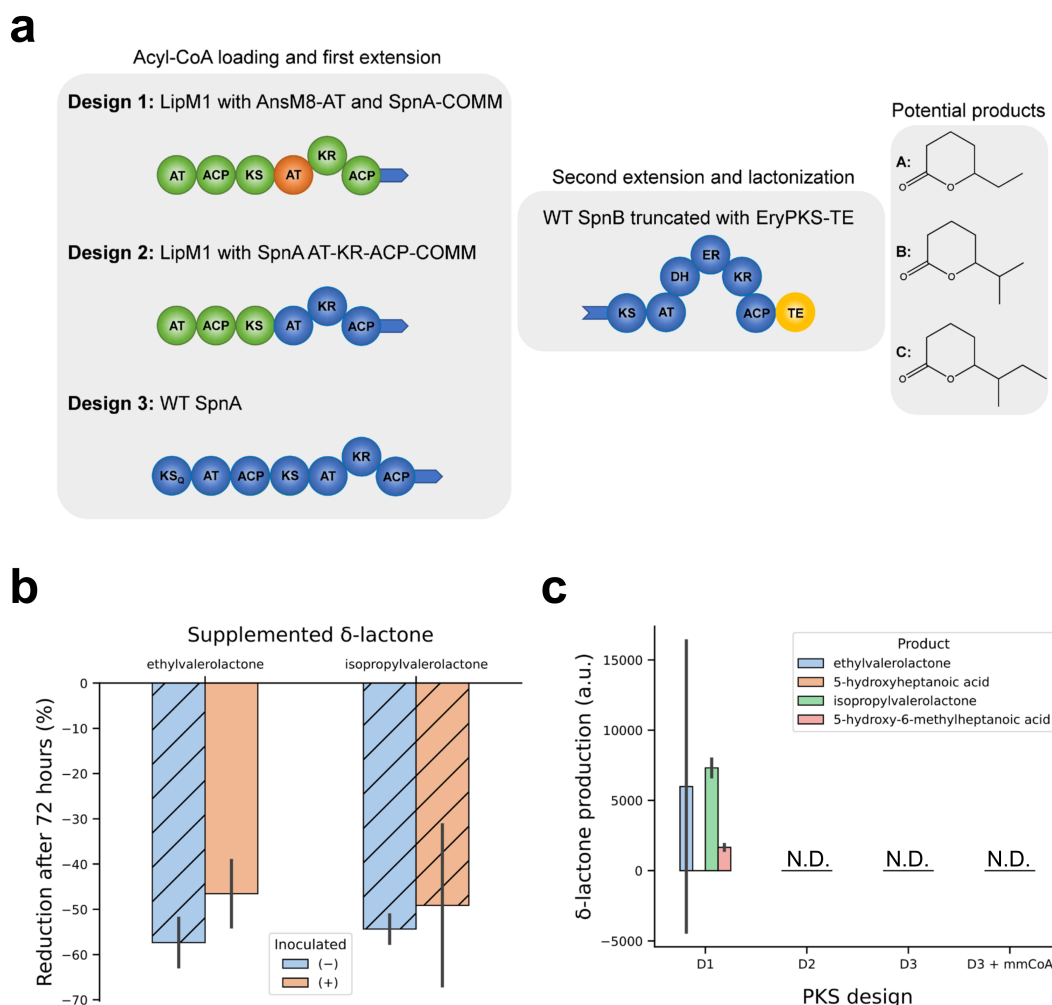 a
Acyl-CoA loading and first extension
Design 1: LipM1 with AnsM8-AT and SpnA-COMM
AT ACP KS AT KR ACP
Design 2: LipM1 with SpnA AT-KR-ACP-COMM
AT ACP KS AT KR ACP
Design 3: WT SpnA
KSQ AT ACP KS AT KR ACP
Second extension and lactonization
WT SpnB truncated with EryPKS-TE
KS AT DH ER KR ACP TE
Potential products
A:
O O
B:
O O
C:
O O
b
Supplemented δ-lactone
ethylvalerolactone isopropylvalerolactone
Reduction after 72 hours (%)
0
−10
−20
−30
−40
−50
−60
−70
Inoculated
(-)
(+)
c
δ-lactone production (a.u.)
15000
10000
5000
0
−5000
Product
ethylvalerolactone
5-hydroxyheptanoic acid
isopropylvalerolactone
5-hydroxy-6-methylheptanoic acid
N.D. N.D. N.D.
D1 D2 D3 D3 + mmCoA
PKS design